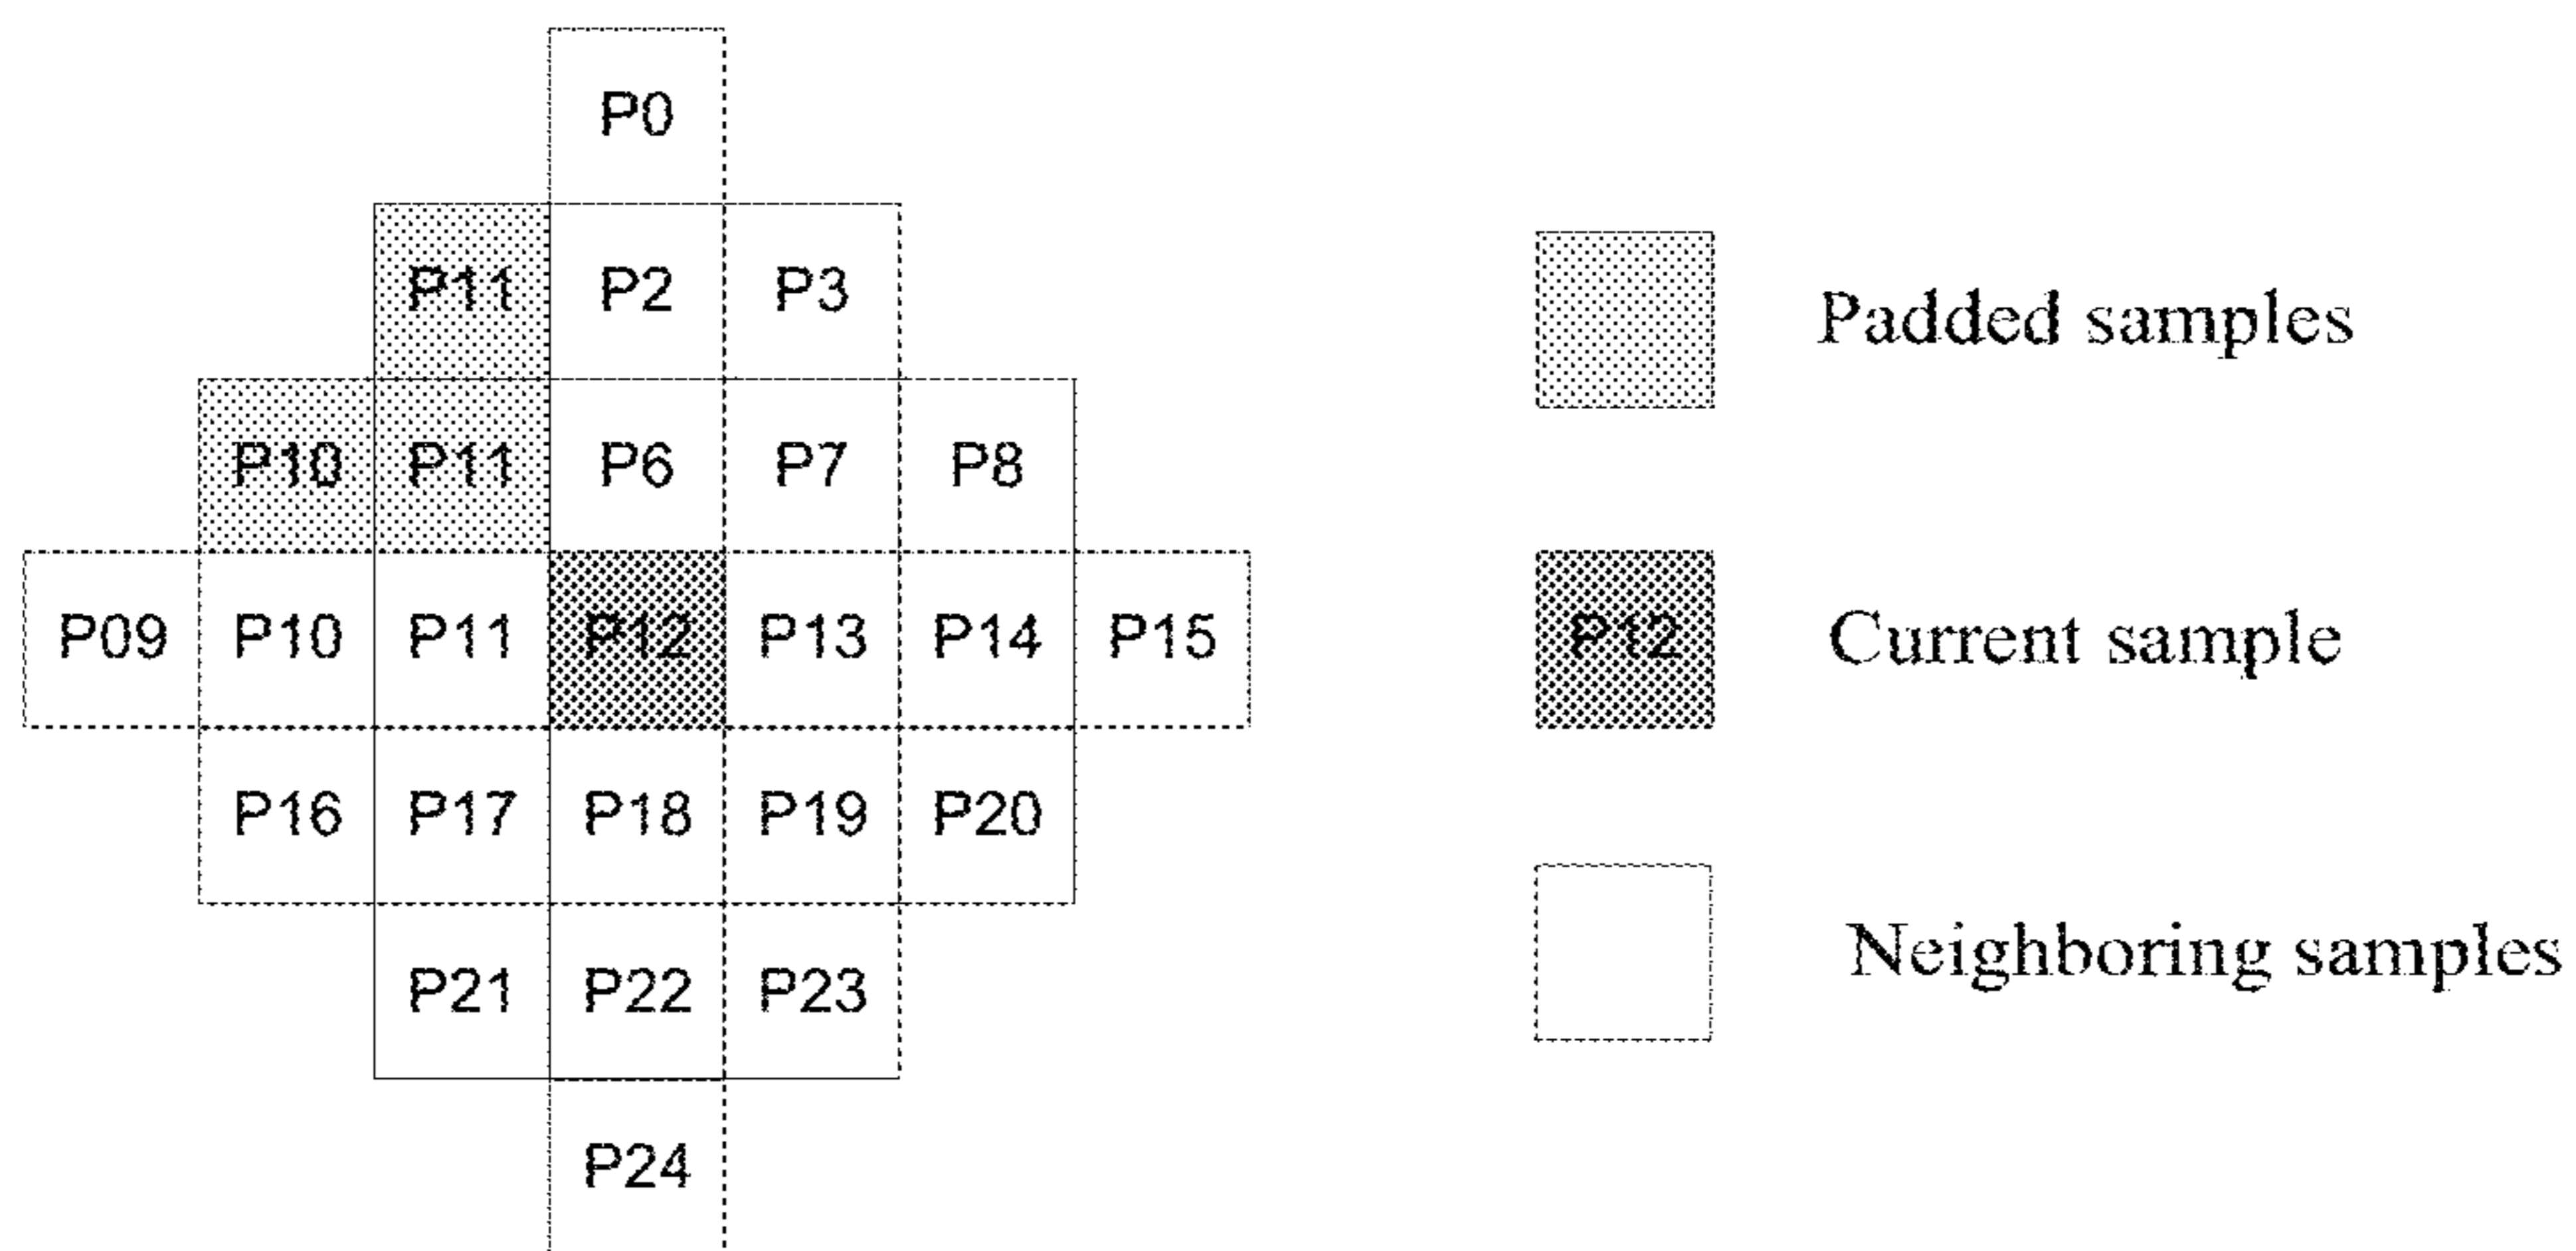 P0
P11 P2 P3
Padded samples
P10 P11 P6 P7 P8
P09 P10 P11 P12 P13 P14 P15
P12 Current sample
P16 P17 P18 P19 P20
P21 P22 P23
Neighboring samples
P24